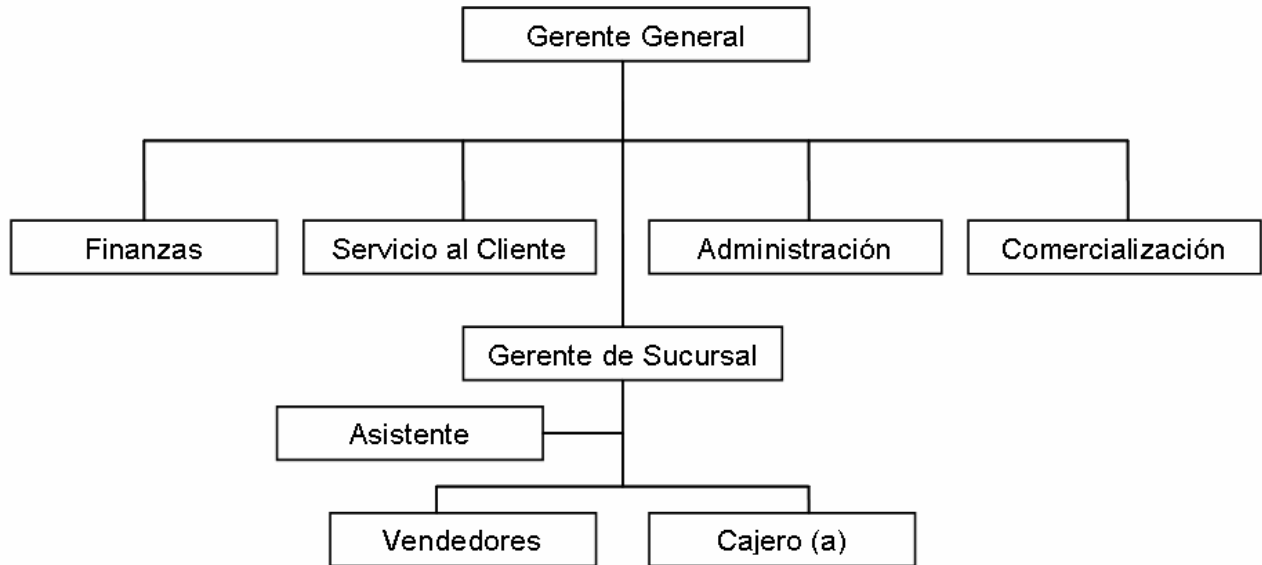 Gerente General
Finanzas
Servicio al Cliente
Administración
Comercialización
Gerente de Sucursal
Asistente
Vendedores
Cajero (a)